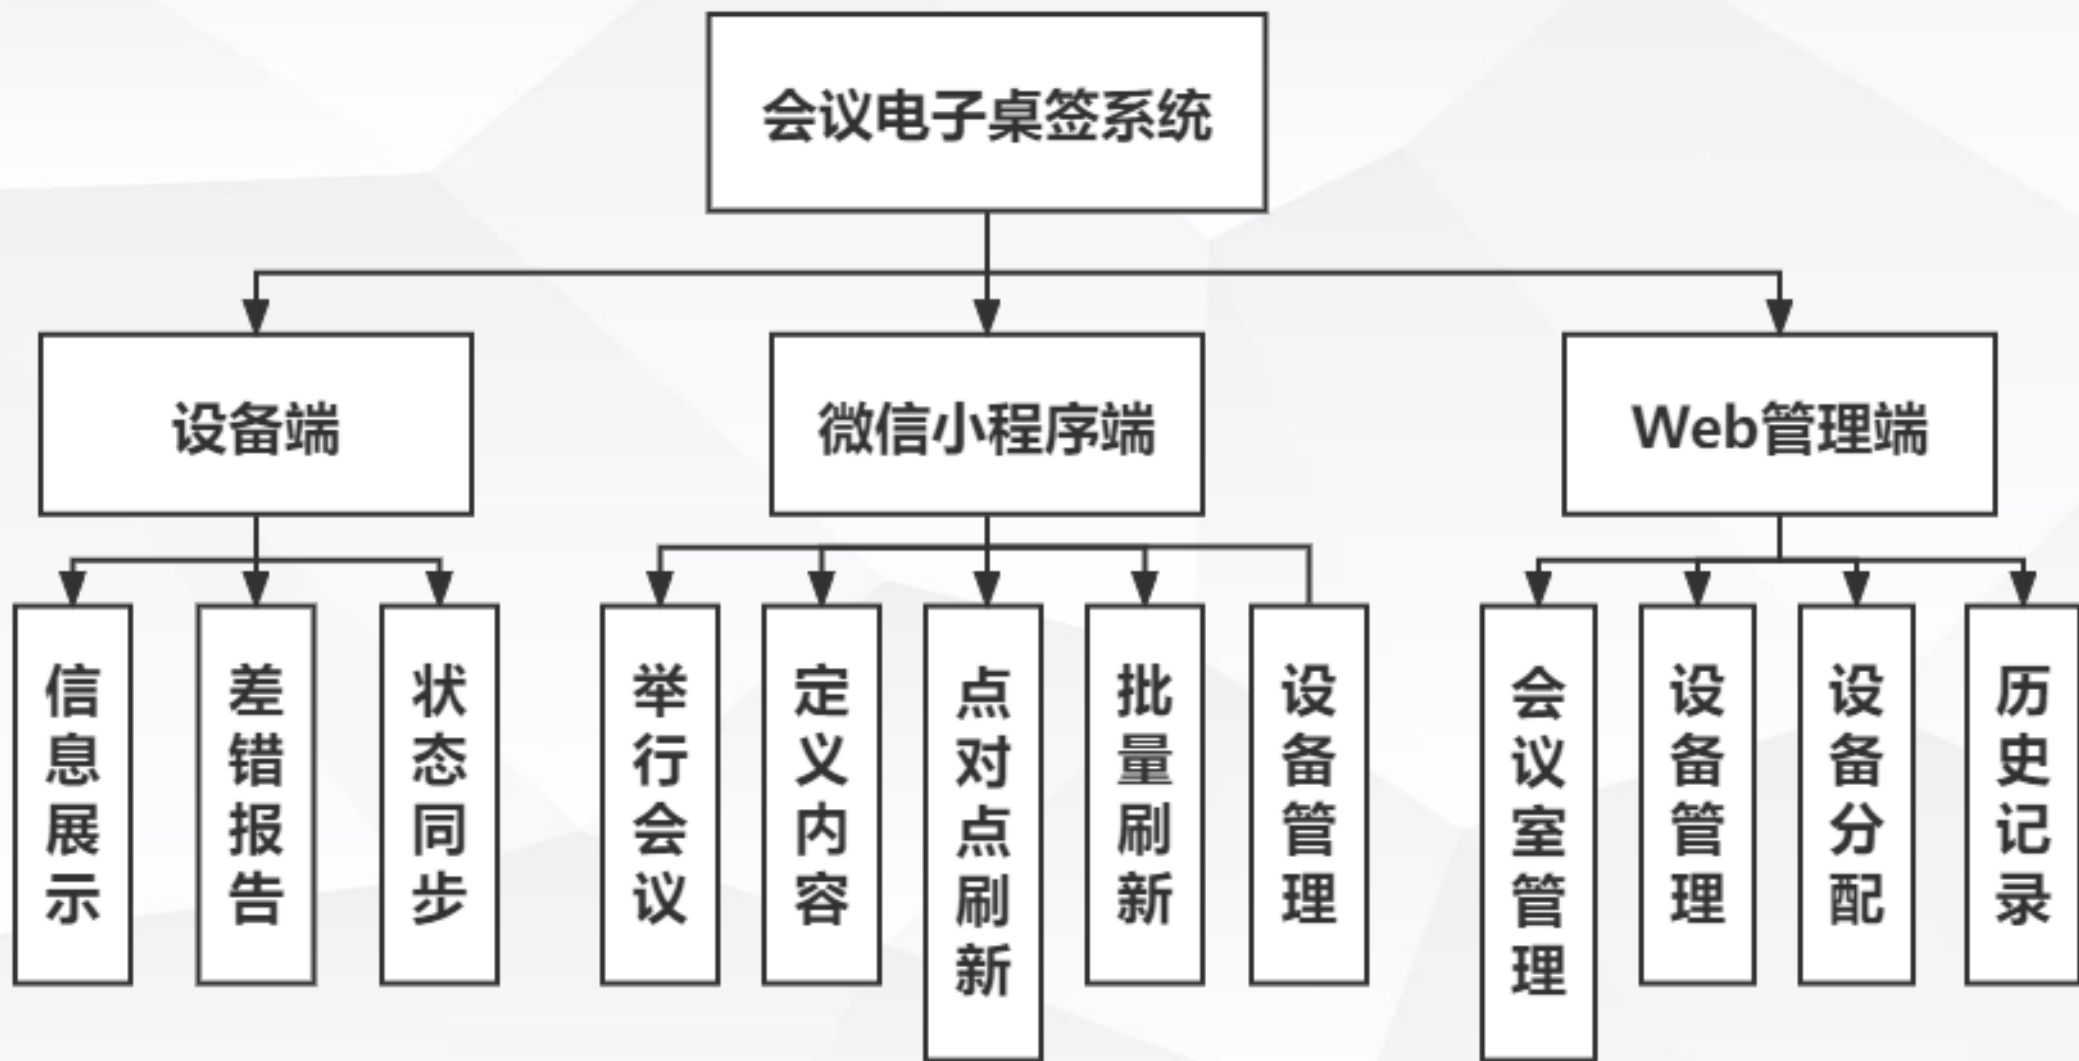 会议电子桌签系统
设备端
微信小程序端
Web管理端
信息展示
差错报告
状态同步
举行会议
定义内容
点对点刷新
批量刷新
设备管理
会议室管理
设备管理
设备分配
历史记录